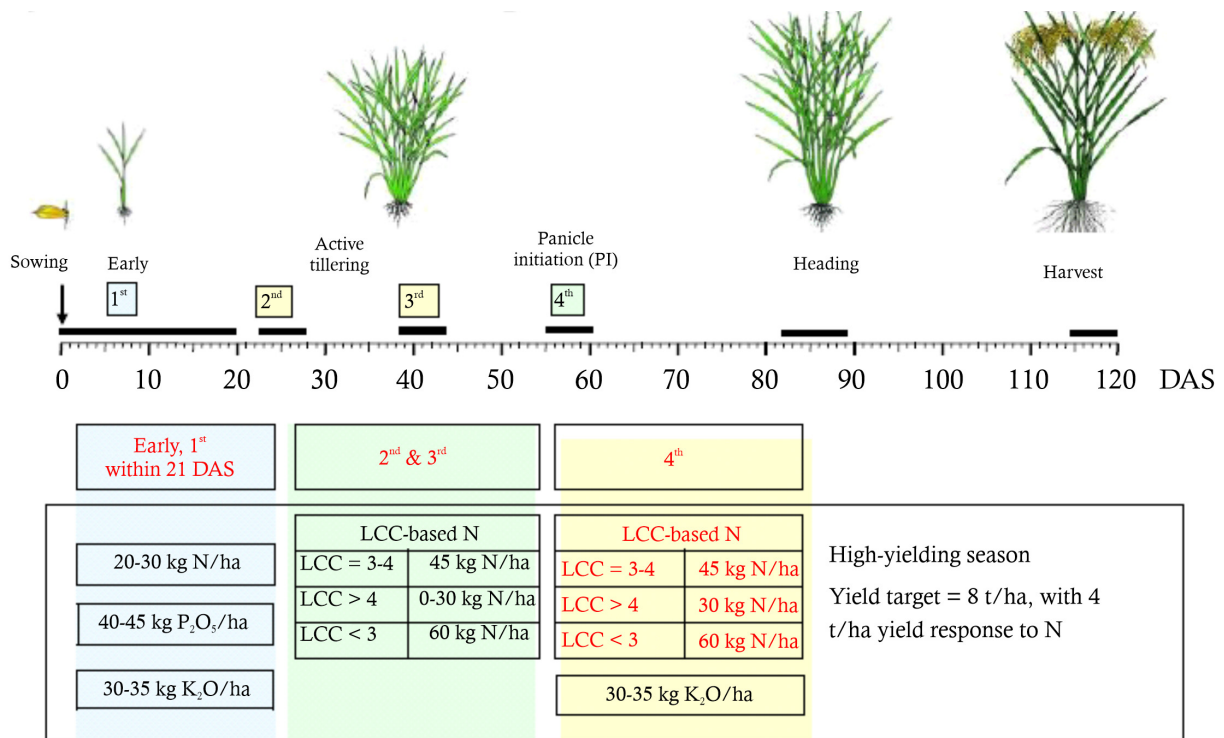 Sowing
Early
Active
tillering
Panicle
initiation (PI)
Heading
Harvest
1st
2nd
3rd
4th
0 10 20 30 40 50 60 70 80 90 100 110 120 DAS
Early, 1st
within 21 DAS
2nd & 3rd
4th
20-30 kg N/ha
40-45 kg P₂O₅/ha
30-35 kg K₂O/ha
LCC-based N
LCC = 3-4 45 kg N/ha
LCC > 4 0-30 kg N/ha
LCC < 3 60 kg N/ha
LCC-based N
LCC = 3-4 45 kg N/ha
LCC > 4 30 kg N/ha
LCC < 3 60 kg N/ha
30-35 kg K₂O/ha
High-yielding season
Yield target = 8 t/ha, with 4
t/ha yield response to N